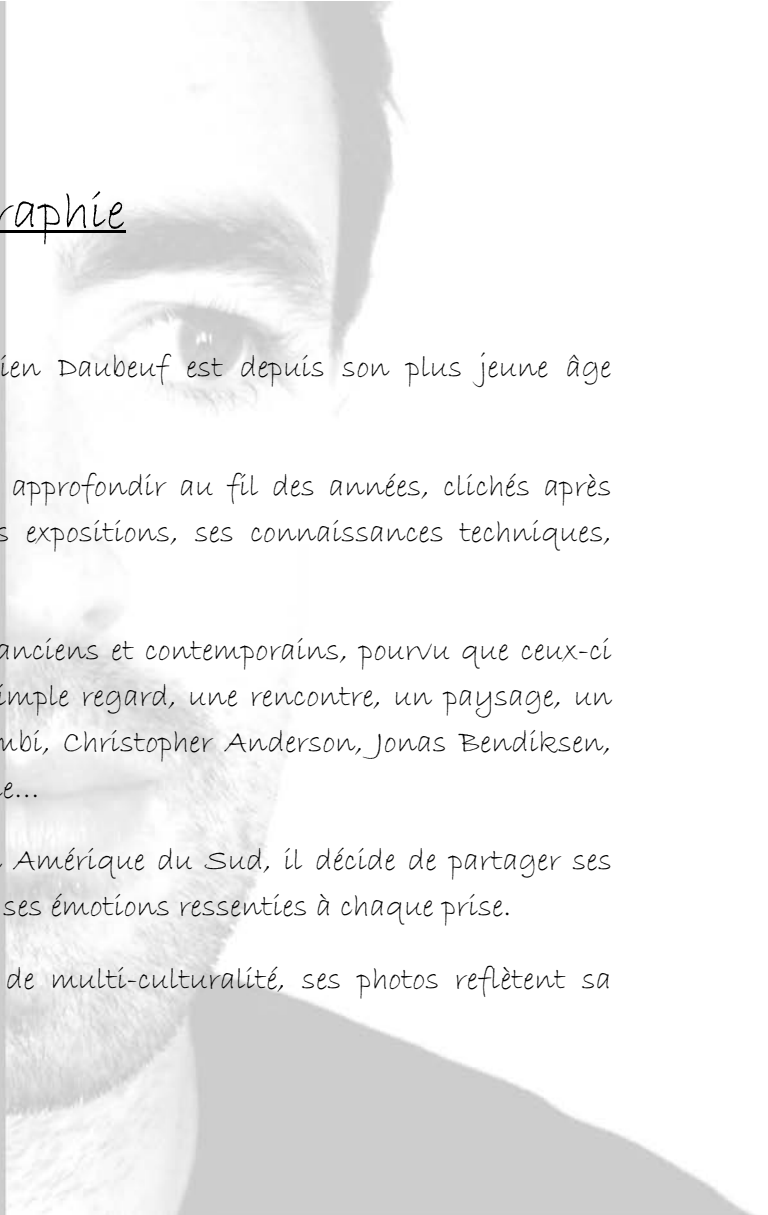 raphie
ien Daubeuf est depuis son plus jeune âge
approfondir au fil des années, clichés après
s expositions, ses connaissances techniques,
anciens et contemporains, pourvu que ceux-ci
imple regard, une rencontre, un paysage, un
mbi, Christopher Anderson, Jonas Bendiksen,
e...
Amérique du Sud, il décide de partager ses
ses émotions ressenties à chaque prise.
de multi-culturalité, ses photos reflètent sa